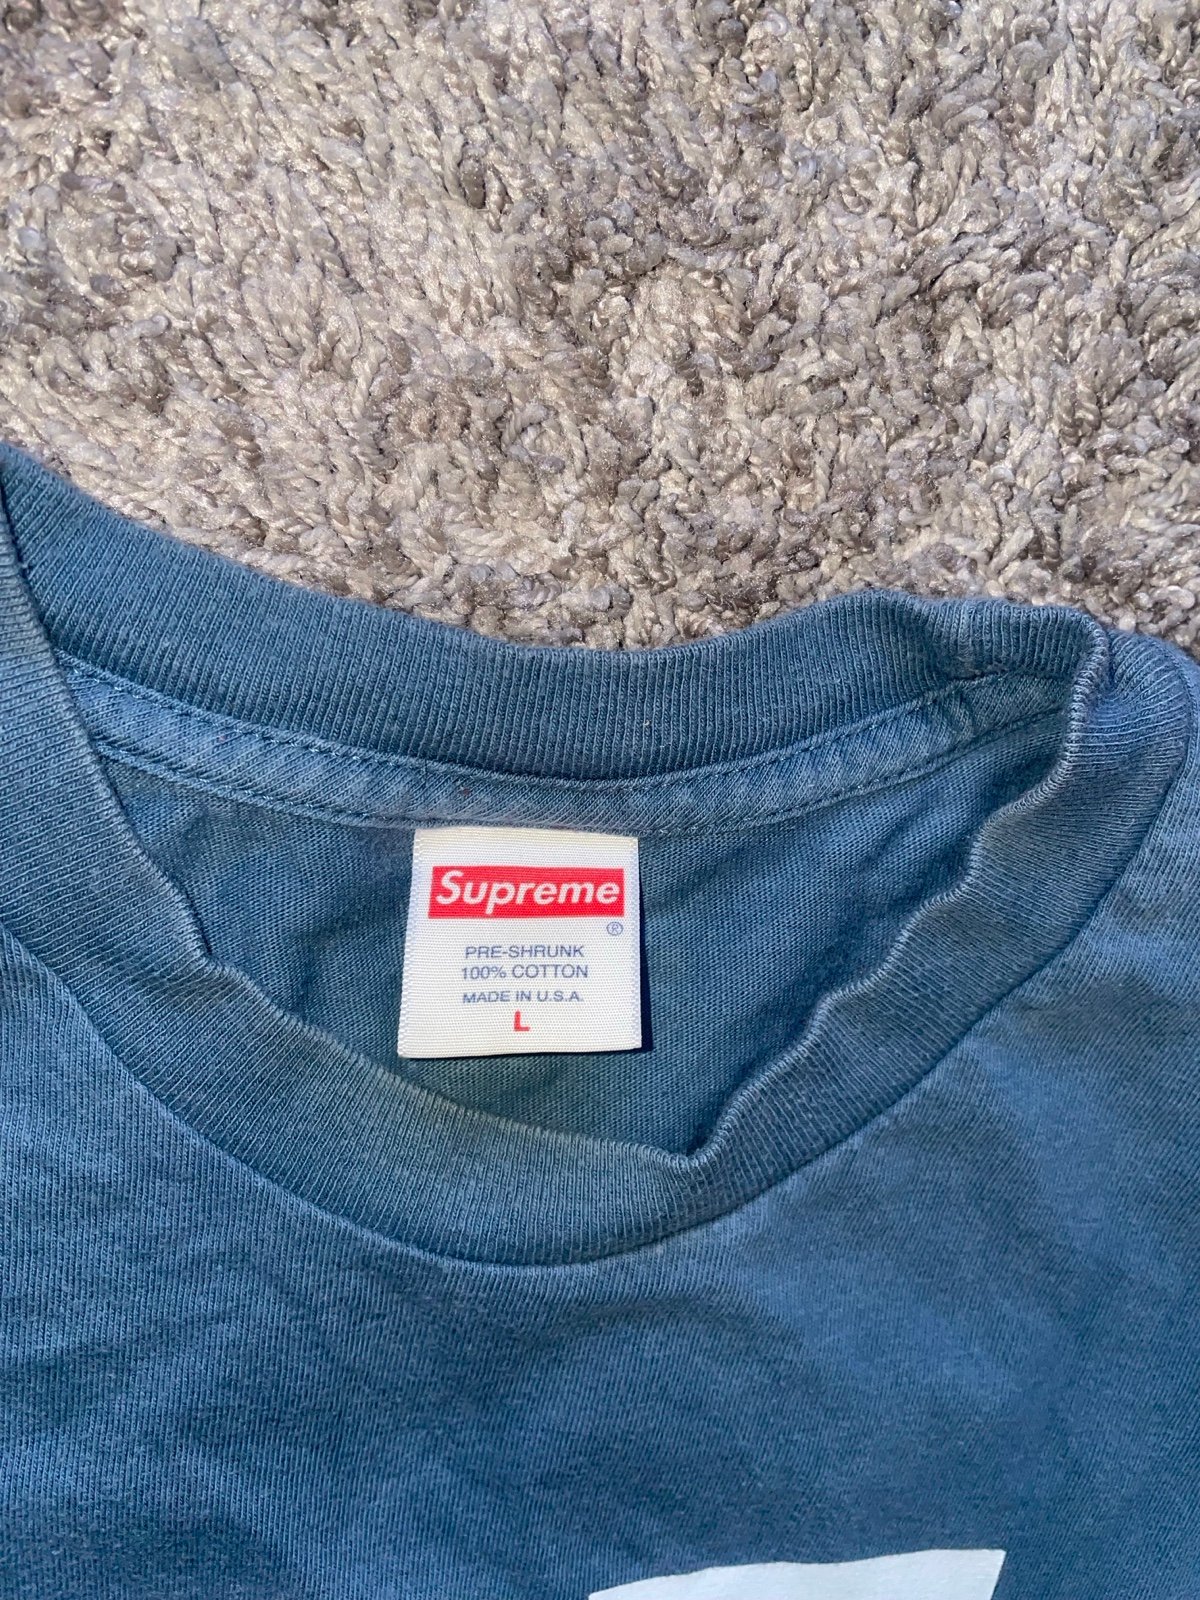 Supreme
®
PRE-SHRUNK
100% COTTON
MADE IN U.S.A.
L